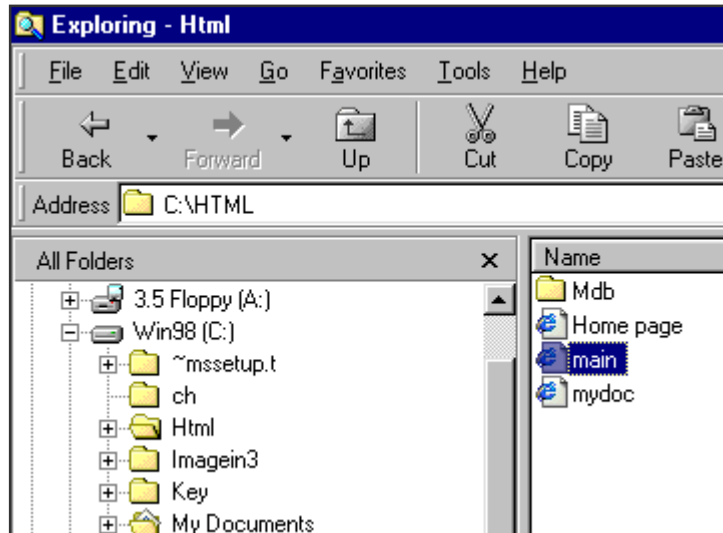 Exploring - Html
File Edit View Go Favorites Tools Help
Back Forward Up Cut Copy Paste
Address C:\HTML
All Folders
3.5 Floppy (A:)
Win98 (C:)
~mssetup.t
ch
Html
Imagein3
Key
My Documents
Name
Mdb
Home page
main
mydoc